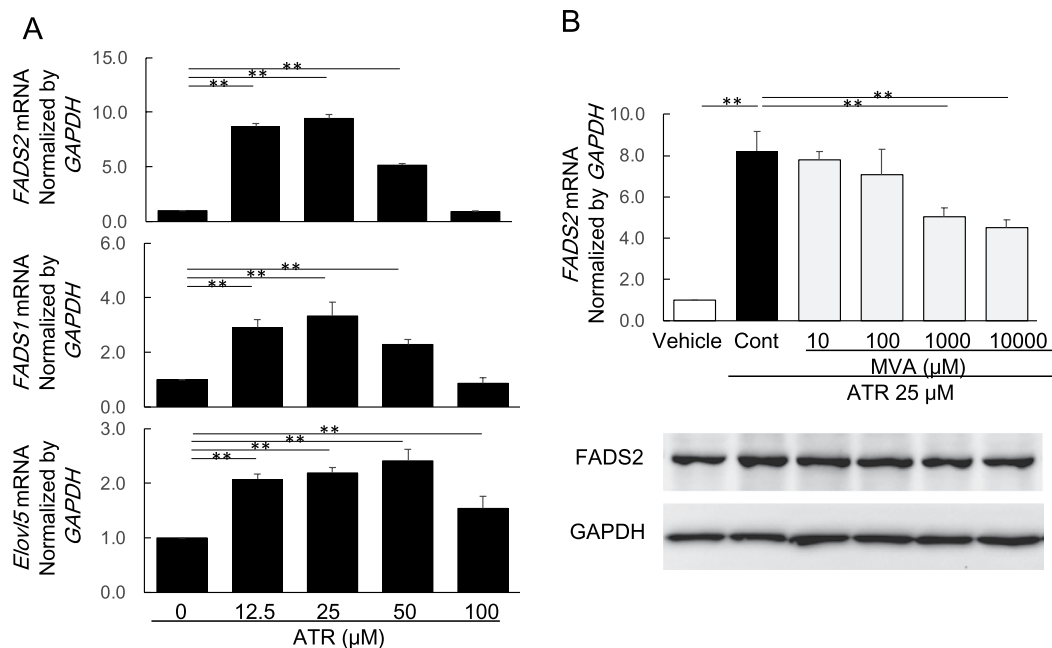 A
FADS2 mRNA
Normalized by
GAPDH
15.0
10.0
5.0
0.0
**
**
**
FADS1 mRNA
Normalized by
GAPDH
6.0
4.0
2.0
0.0
**
**
**
Elovl5 mRNA
Normalized by
GAPDH
3.0
2.0
1.0
0.0
**
**
**
**
0 12.5 25 50 100
ATR (μM)
B
FADS2 mRNA
Normalized by GAPDH
10.0
8.0
6.0
4.0
2.0
0.0
**
**
**
Vehicle Cont 10 100 1000 10000
MVA (μM)
ATR 25 μM
FADS2
GAPDH